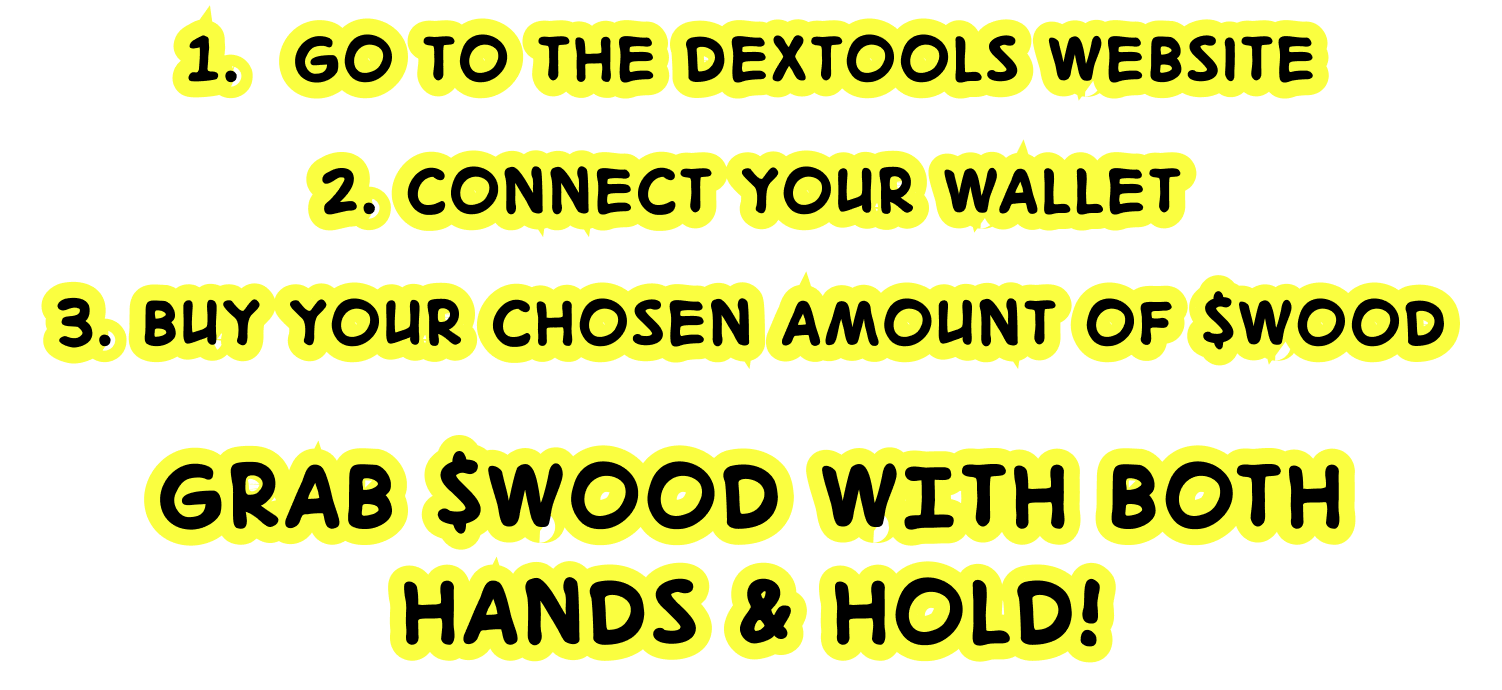 1. GO TO THE DEXTOOLS WEBSITE
2. CONNECT YOUR WALLET
3. BUY YOUR CHOSEN AMOUNT OF $WOOD
GRAB $WOOD WITH BOTH
HANDS & HOLD!